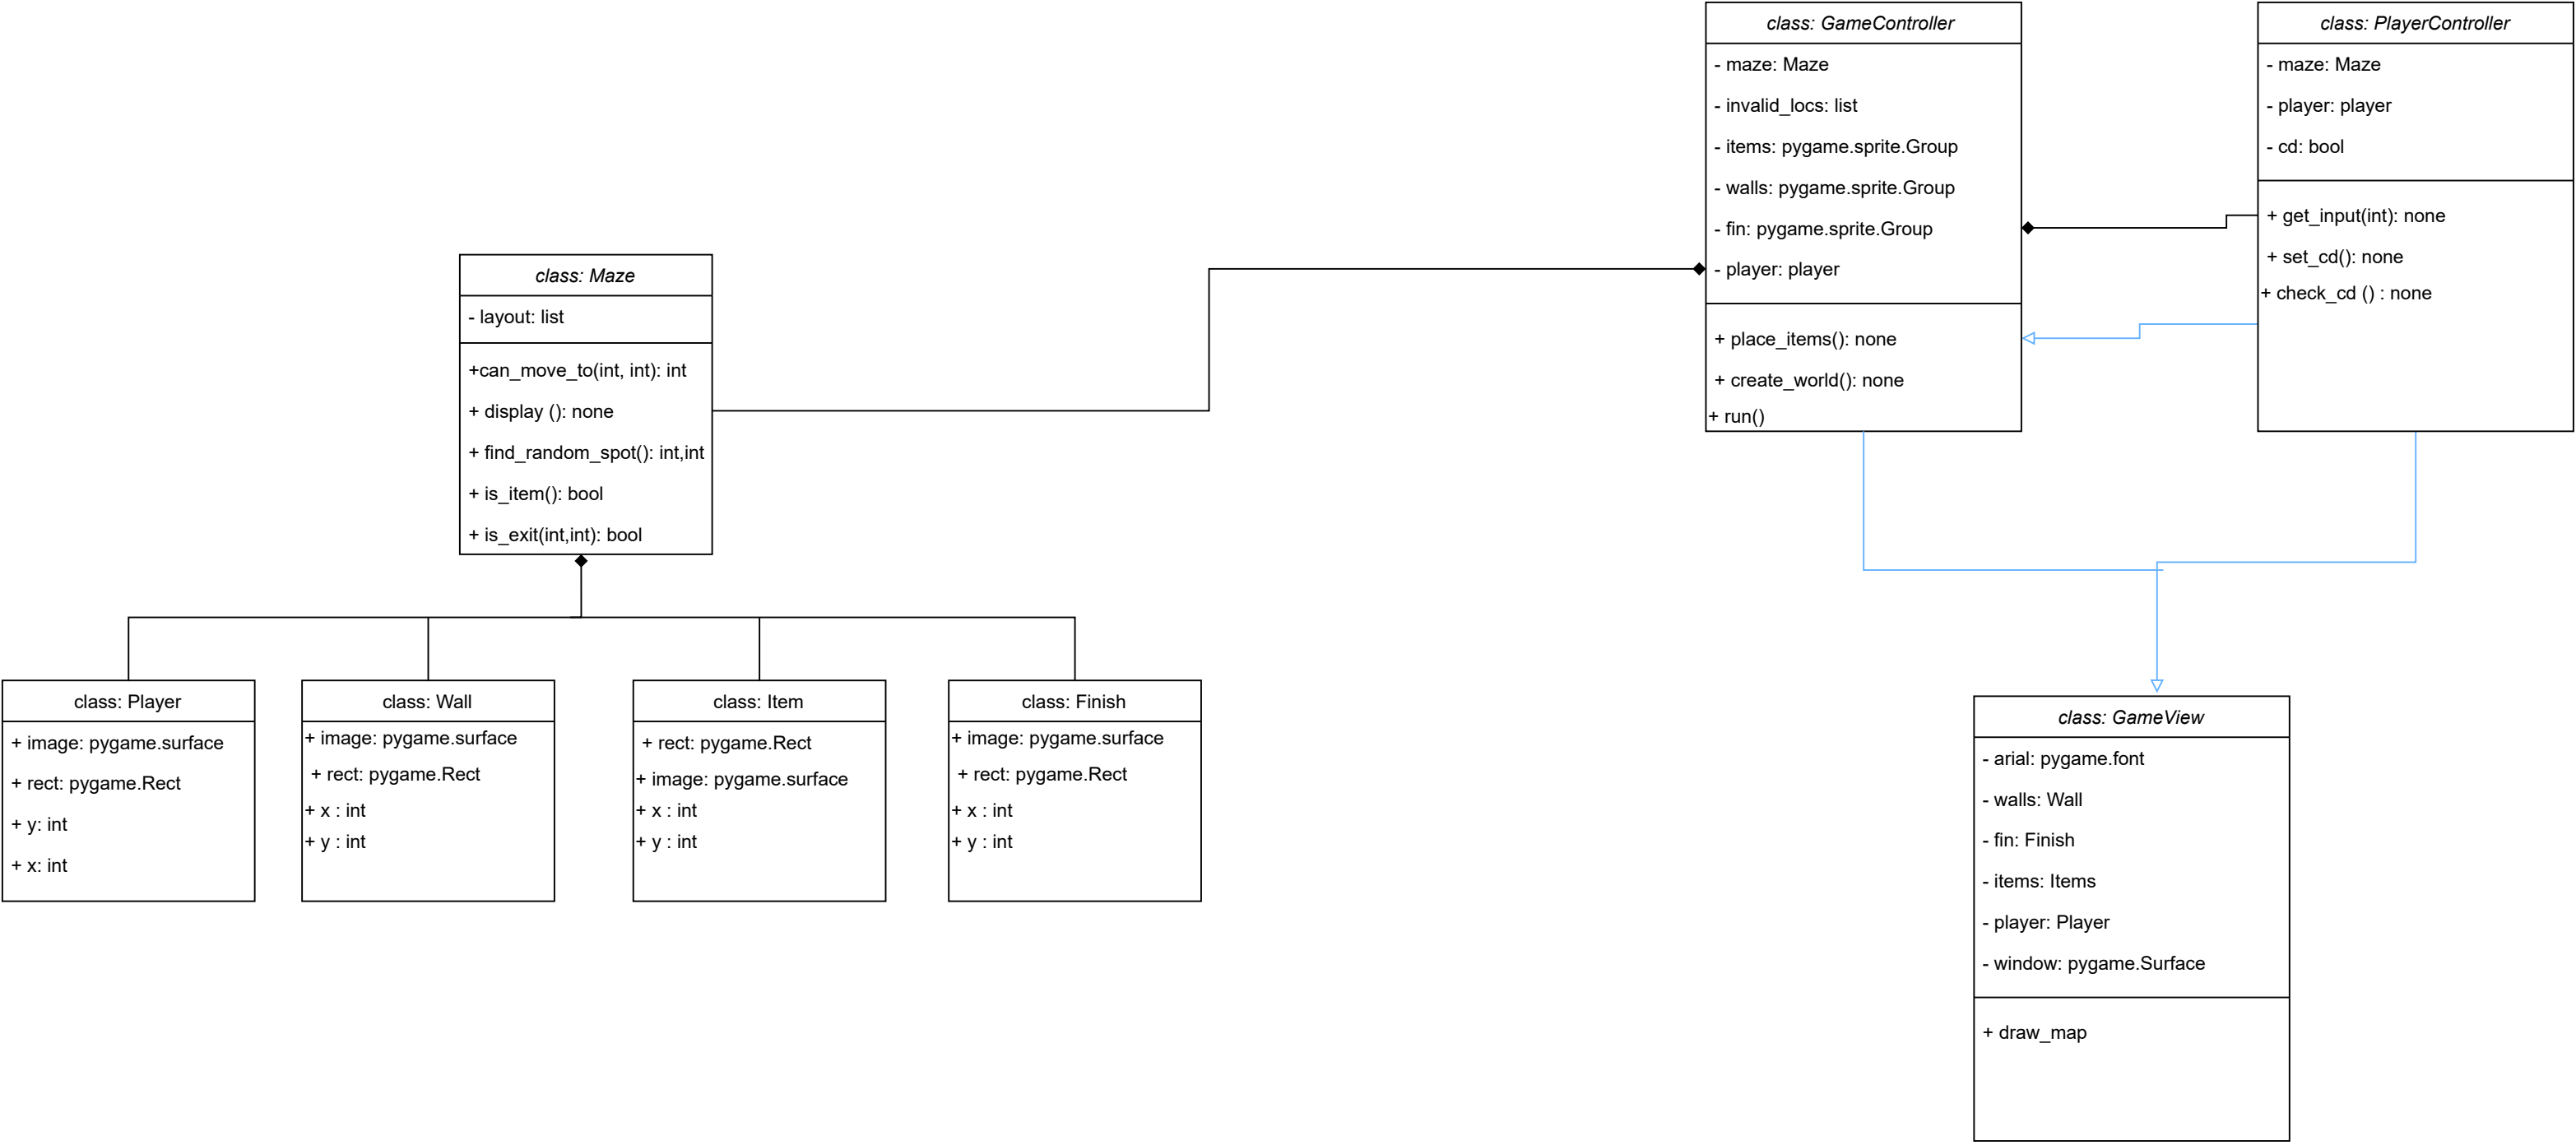 class: GameController
- maze: Maze
- invalid_locs: list
- items: pygame.sprite.Group
- walls: pygame.sprite.Group
- fin: pygame.sprite.Group
- player: player
+ place_items(): none
+ create_world(): none
+ run()
class: PlayerController
- maze: Maze
- player: player
- cd: bool
+ get_input(int): none
+ set_cd(): none
+ check_cd () : none
class: Maze
- layout: list
+can_move_to(int, int): int
+ display (): none
+ find_random_spot(): int,int
+ is_item(): bool
+ is_exit(int,int): bool
class: Player
+ image: pygame.surface
+ rect: pygame.Rect
+ y: int
+ x: int
class: Wall
+ image: pygame.surface
+ rect: pygame.Rect
+ x : int
+ y : int
class: Item
+ rect: pygame.Rect
+ image: pygame.surface
+ x : int
+ y : int
class: Finish
+ image: pygame.surface
+ rect: pygame.Rect
+ x : int
+ y : int
class: GameView
- arial: pygame.font
- walls: Wall
- fin: Finish
- items: Items
- player: Player
- window: pygame.Surface
+ draw_map